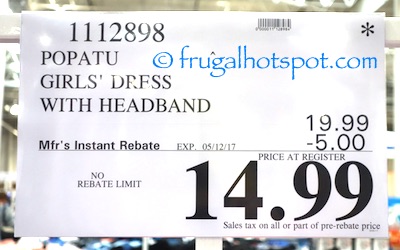 1112898
*
POPATU
© frugalhotspot.com
GIRLS' DRESS
WITH HEADBAND
19.99
Mfr's Instant Rebate EXP. 05/12/17 -5.00
PRICE AT REGISTER
NO
REBATE LIMIT
14.99
Sales tax on all or part of pre-rebate price